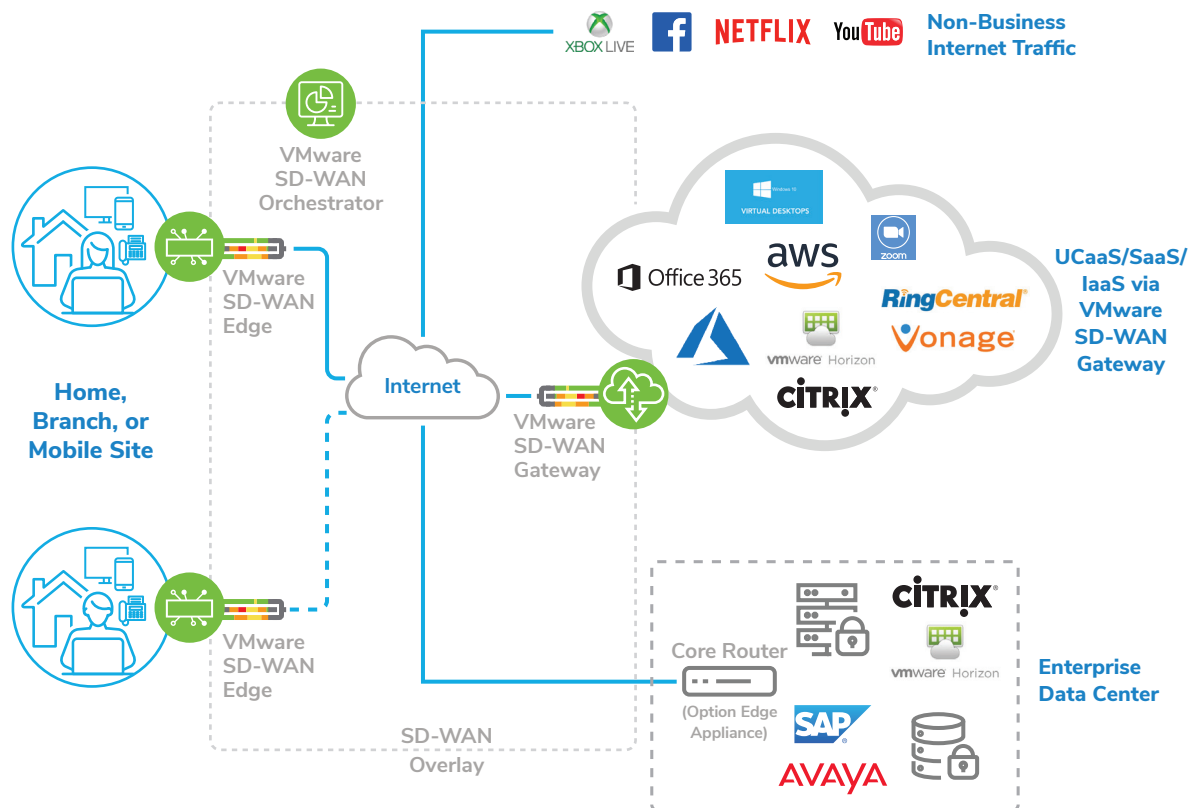 XBOX LIVE
NETFLIX
YouTube
Non-Business
Internet Traffic
VMware
SD-WAN
Orchestrator
Windows 10
VIRTUAL DESKTOPS
zoom
Office 365
aws
RingCentral®
Vonage
vmware Horizon
CITRIX®
UCaaS/SaaS/
IaaS via
VMware
SD-WAN
Gateway
VMware
SD-WAN
Edge
Internet
VMware
SD-WAN
Gateway
Home,
Branch, or
Mobile Site
VMware
SD-WAN
Edge
SD-WAN
Overlay
Core Router
(Option Edge
Appliance)
CITRIX®
vmware Horizon
SAP®
AVAYA
Enterprise
Data Center